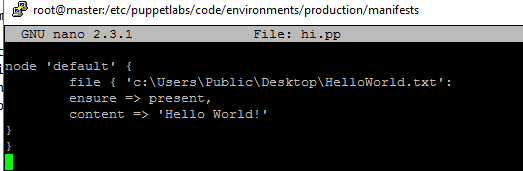 root@master:/etc/puppetlabs/code/environments/production/manifests
GNU nano 2.3.1 File: hi.pp
node 'default' {
file { 'c:\Users\Public\Desktop\HelloWorld.txt':
ensure => present,
content => 'Hello World!'
}
}